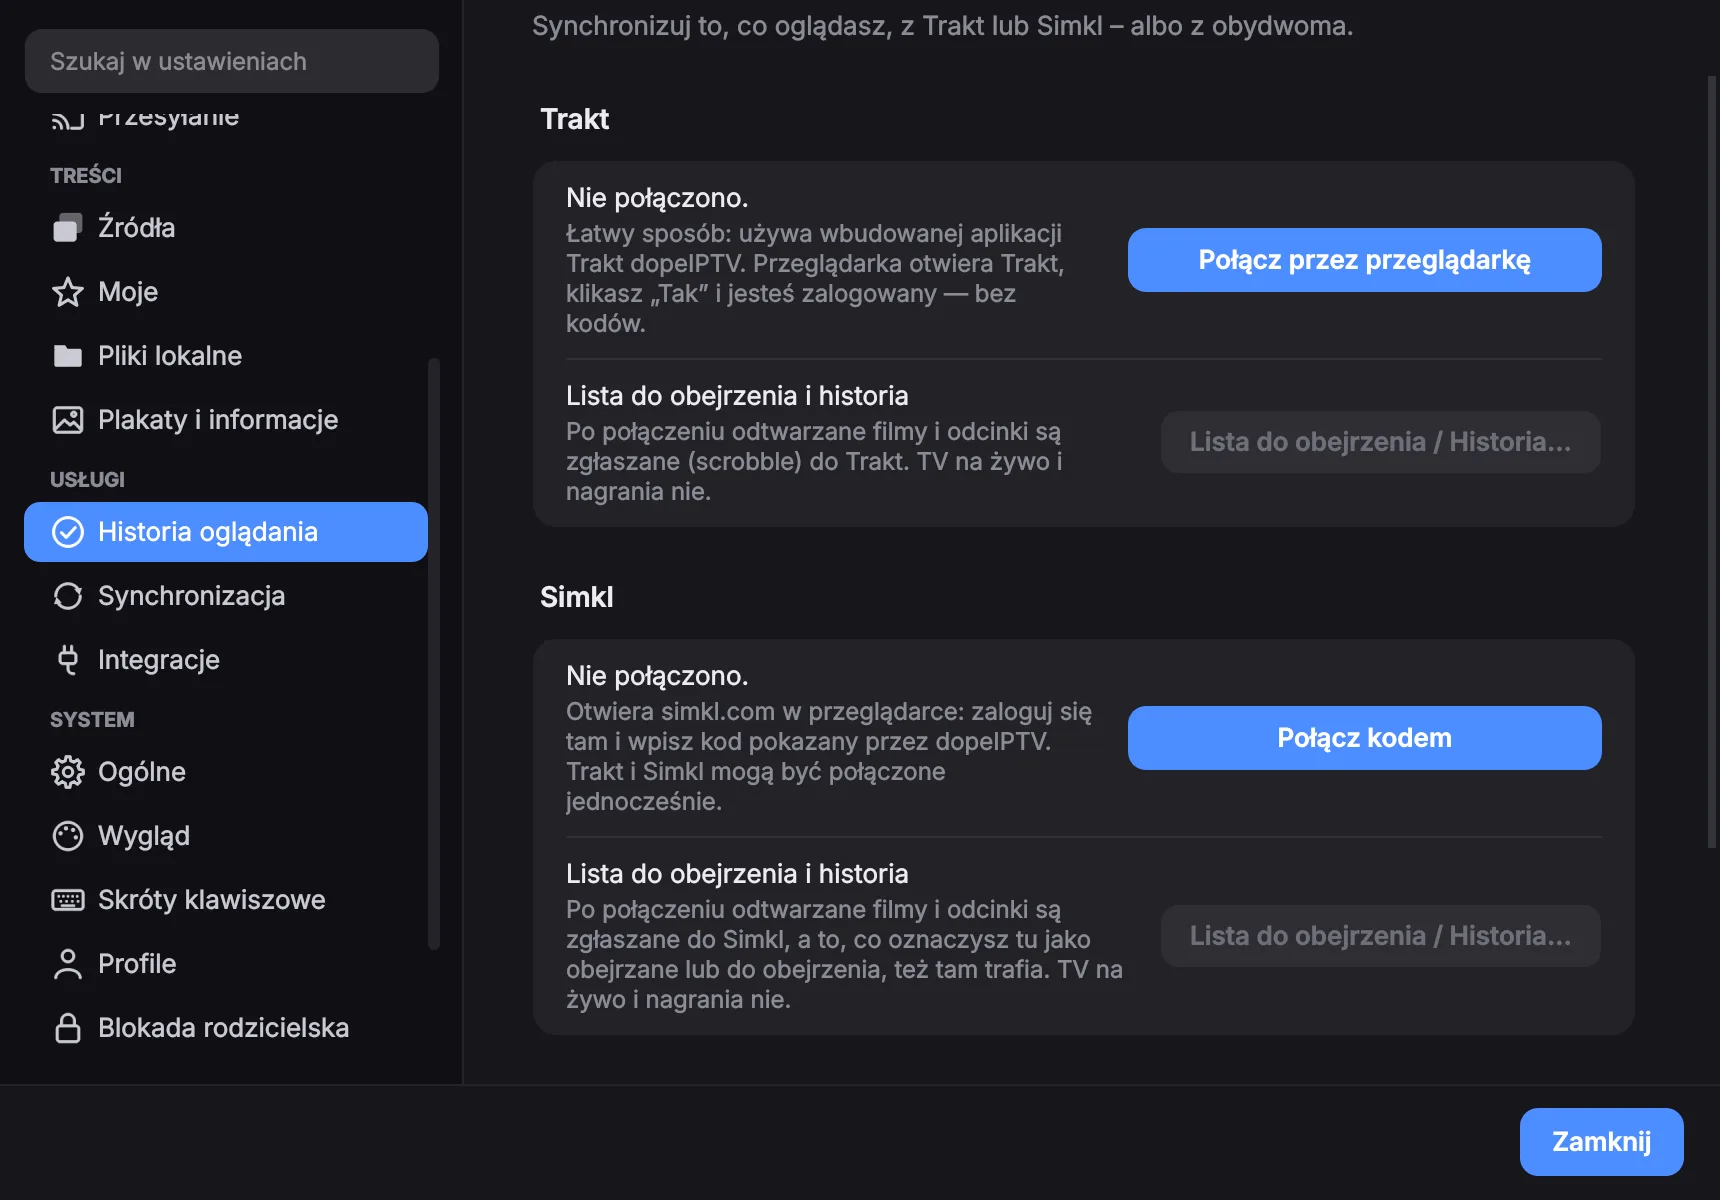 Szukaj w ustawieniach
Przesyłanie
TREŚCI
Źródła
Moje
Pliki lokalne
Plakaty i informacje
USŁUGI
Historia oglądania
Synchronizacja
Integracje
SYSTEM
Ogólne
Wygląd
Skróty klawiszowe
Profile
Blokada rodzicielska
Synchronizuj to, co oglądasz, z Trakt lub Simkl – albo z obydwoma.
Trakt
Nie połączono.
Łatwy sposób: używa wbudowanej aplikacji
Trakt dopeIPTV. Przeglądarka otwiera Trakt,
klikasz „Tak” i jesteś zalogowany — bez
kodów.
Połącz przez przeglądarkę
Lista do obejrzenia i historia
Po połączeniu odtwarzane filmy i odcinki są
zgłaszane (scrobble) do Trakt. TV na żywo i
nagrania nie.
Lista do obejrzenia / Historia...
Simkl
Nie połączono.
Otwiera simkl.com w przeglądarce: zaloguj się
tam i wpisz kod pokazany przez dopeIPTV.
Trakt i Simkl mogą być połączone
jednocześnie.
Połącz kodem
Lista do obejrzenia i historia
Po połączeniu odtwarzane filmy i odcinki są
zgłaszane do Simkl, a to, co oznaczysz tu jako
obejrzane lub do obejrzenia, też tam trafia. TV na
żywo i nagrania nie.
Lista do obejrzenia / Historia...
Zamknij